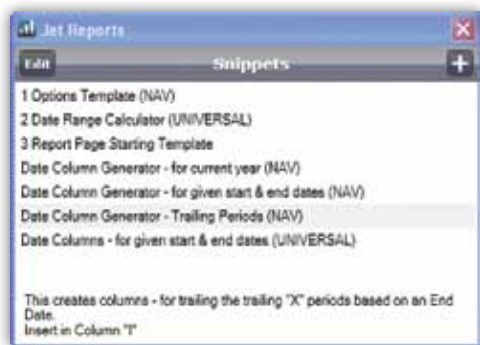 Jet Reports
Edit Snippets +
1 Options Template (NAV)
2 Date Range Calculator (UNIVERSAL)
3 Report Page Starting Template
Date Column Generator - for current year (NAV)
Date Column Generator - for given start & end dates (NAV)
Date Column Generator - Trailing Periods (NAV)
Date Columns - for given start & end dates (UNIVERSAL)
This creates columns - for trailing the trailing "X" periods based on an End
Date.
Insert in Column "I"